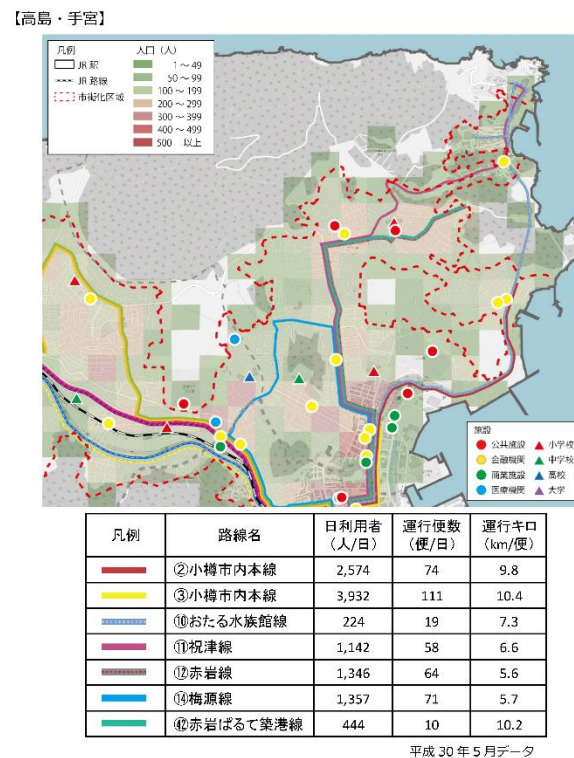 【高島・手宮】
凡例
JR 駅
JR 路線
市街化区域
人口（人）
1～49
50～99
100～199
200～299
300～399
400～499
500 以上
施設
公共施設 小学校
金融機関 中学校
商業施設 高校
医療機関 大学
凡例 路線名 日利用者（人/日） 運行便数（便/日） 運行キロ（km/便）
②小樽市内本線 2,574 74 9.8
③小樽市内本線 3,932 111 10.4
⑩おたる水族館線 224 19 7.3
⑪祝津線 1,142 58 6.6
⑫赤岩線 1,346 64 5.6
⑭梅源線 1,357 71 5.7
㊷赤岩ぱるて築港線 444 10 10.2
平成 30 年 5 月データ